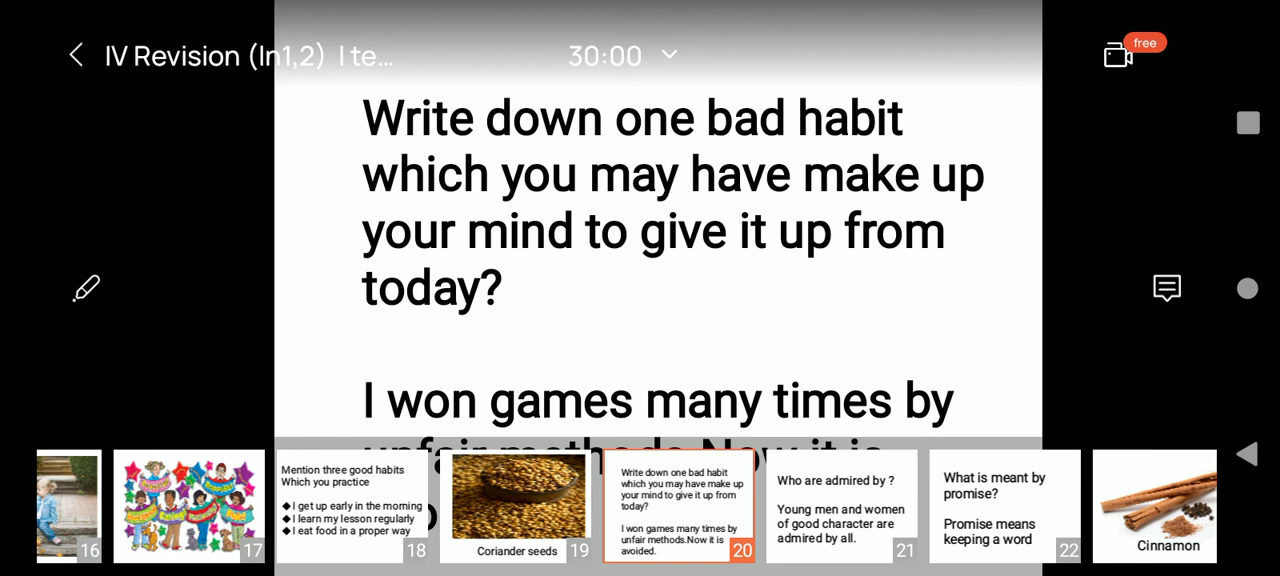 IV Revision (In1,2) I te...
30:00
free
Write down one bad habit
which you may have make up
your mind to give it up from
today?
I won games many times by
unfair methods.Now it is
16
17
Mention three good habits
Which you practice
◆ I get up early in the morning
◆ I learn my lesson regularly
◆ I eat food in a proper way
18
Coriander seeds
19
Write down one bad habit
which you may have make up
your mind to give it up from
today?
I won games many times by
unfair methods.Now it is
avoided.
20
Who are admired by ?
Young men and women
of good character are
admired by all.
21
What is meant by
promise?
Promise means
keeping a word
22
Cinnamon